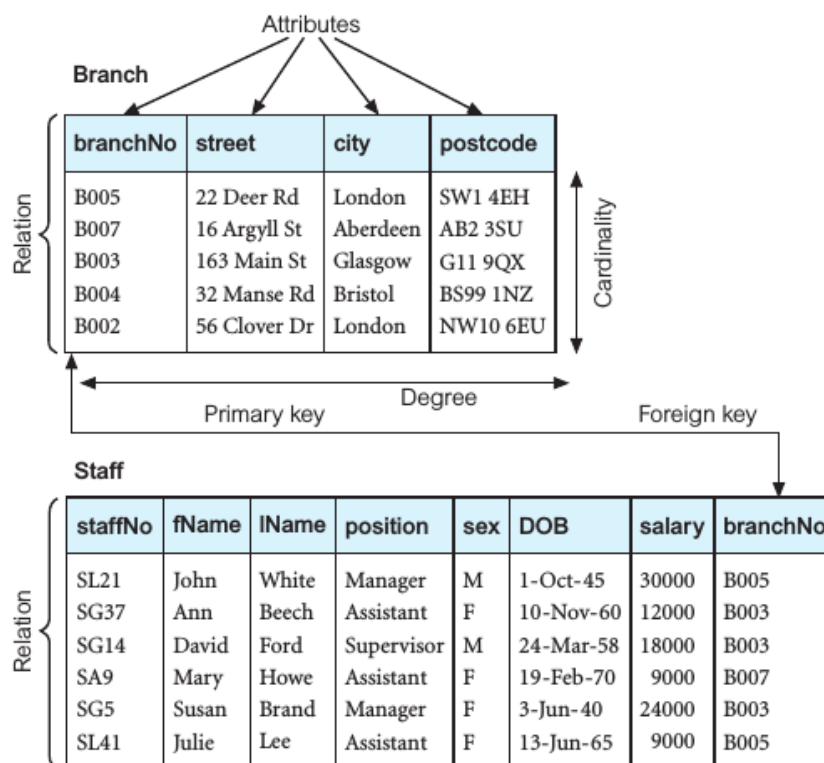 Attributes
Branch
branchNo street city postcode
B005 22 Deer Rd London SW1 4EH
B007 16 Argyll St Aberdeen AB2 3SU
B003 163 Main St Glasgow G11 9QX
B004 32 Manse Rd Bristol BS99 1NZ
B002 56 Clover Dr London NW10 6EU
Relation
Cardinality
Degree
Primary key Foreign key
Staff
staffNo fName lName position sex DOB salary branchNo
SL21 John White Manager M 1-Oct-45 30000 B005
SG37 Ann Beech Assistant F 10-Nov-60 12000 B003
SG14 David Ford Supervisor M 24-Mar-58 18000 B003
SA9 Mary Howe Assistant F 19-Feb-70 9000 B007
SG5 Susan Brand Manager F 3-Jun-40 24000 B003
SL41 Julie Lee Assistant F 13-Jun-65 9000 B005
Relation